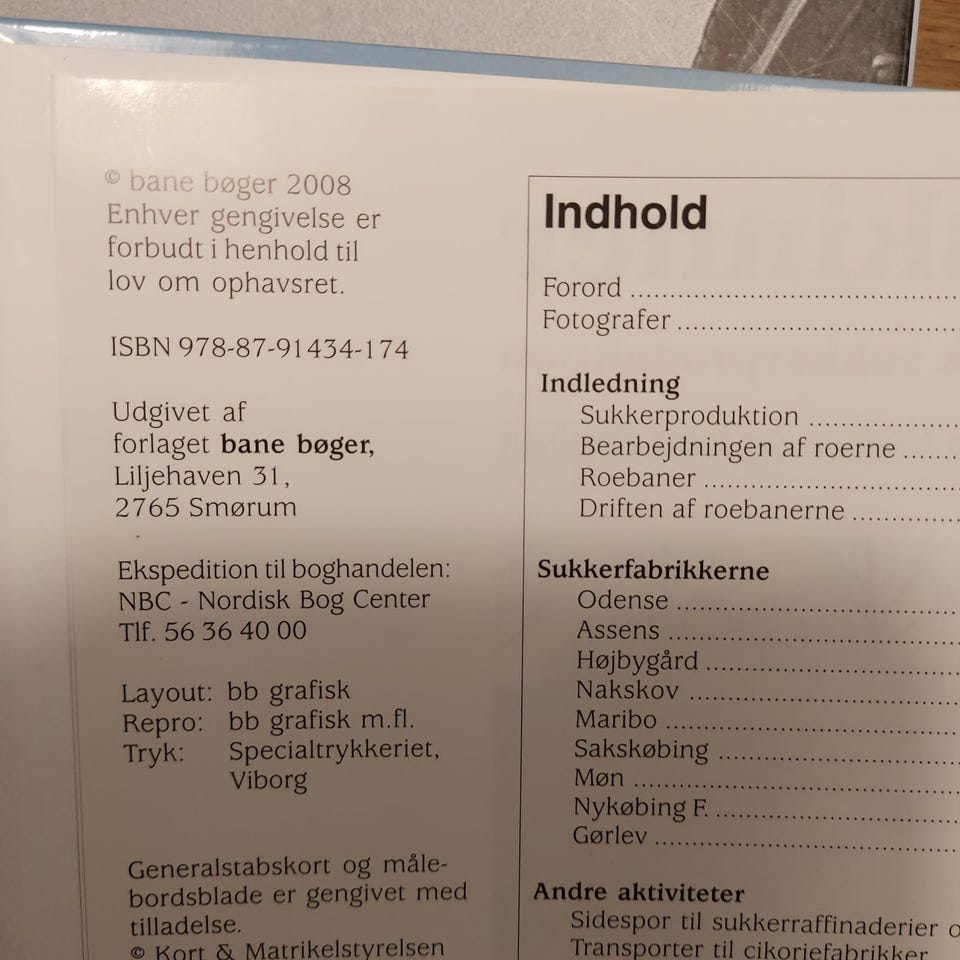 © bane bøger 2008
Enhver gengivelse er
forbudt i henhold til
lov om ophavsret.
ISBN 978-87-91434-174
Udgivet af
forlaget bane bøger,
Liljehaven 31,
2765 Smørum
Ekspedition til boghandelen:
NBC - Nordisk Bog Center
Tlf. 56 36 40 00
Layout: bb grafisk
Repro: bb grafisk m.fl.
Tryk: Specialtrykkeriet,
Viborg
Generalstabskort og måle-
bordsblade er gengivet med
tilladelse.
© Kort & Matrikelstyrelsen
Indhold
Forord
Fotografer
Indledning
Sukkerproduktion
Bearbejdningen af roerne
Roebaner
Driften af roebanerne
Sukkerfabrikkerne
Odense
Assens
Højbygård
Nakskov
Maribo
Sakskøbing
Møn
Nykøbing F.
Gørlev
Andre aktiviteter
Sidespor til sukkerraffinaderier
Transporter til cikoriefabrikker